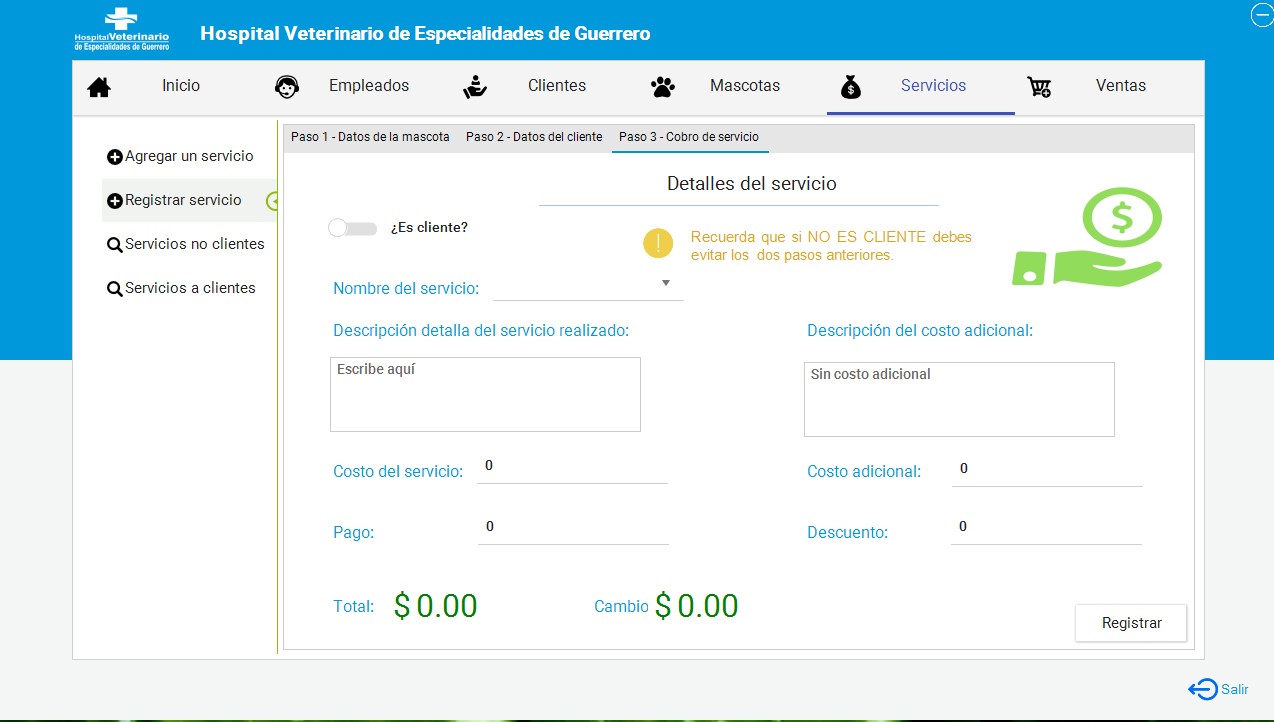 HospitalVeterinario
de Especialidades de Guerrero
Hospital Veterinario de Especialidades de Guerrero
Inicio
Empleados
Clientes
Mascotas
$
Servicios
Ventas
Agregar un servicio
Registrar servicio
Servicios no clientes
Servicios a clientes
Paso 1 - Datos de la mascota
Paso 2 - Datos del cliente
Paso 3 - Cobro de servicio
Detalles del servicio
¿Es cliente?
!
Recuerda que si NO ES CLIENTE debes
evitar los dos pasos anteriores.
$
Nombre del servicio:
Descripción detalla del servicio realizado:
Escribe aquí
Descripción del costo adicional:
Sin costo adicional
Costo del servicio: 0
Costo adicional: 0
Pago: 0
Descuento: 0
Total: $ 0.00
Cambio $ 0.00
Registrar
Salir